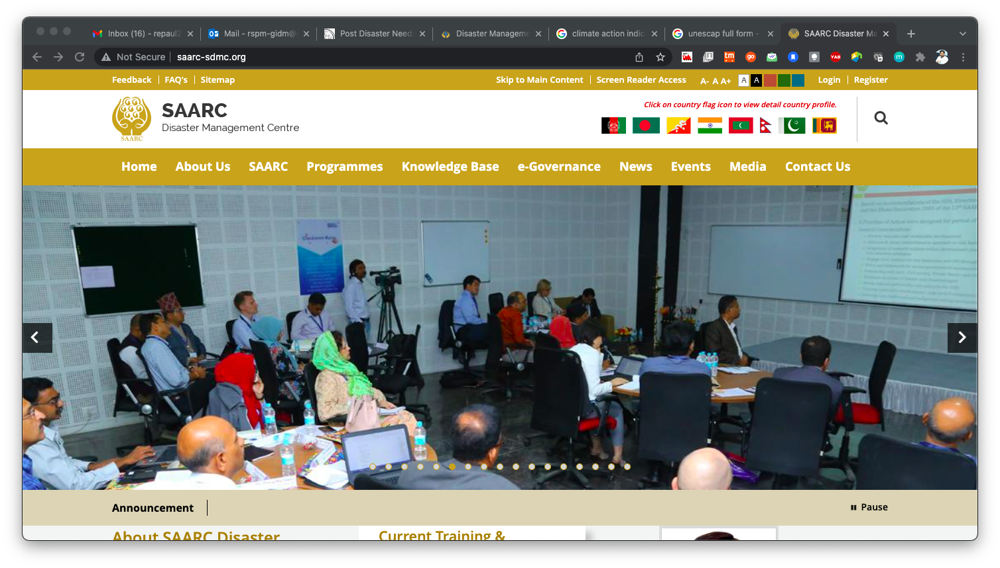 Inbox (16) - repaul2
Mail - rspm-gidm@
Post Disaster Need
Disaster Manageme
climate action indic
unescap full form -
SAARC Disaster Ma
Not Secure
saarc-sdmc.org
tm
go
YAB
m
Feedback FAQ's Sitemap
Skip to Main Content Screen Reader Access A- A A+ A A Login Register
SAARC
Disaster Management Centre
SAARC
Click on country flag icon to view detail country profile.
Home About Us SAARC Programmes Knowledge Base e-Governance News Events Media Contact Us
Announcement
Pause
About SAARC Disaster
Current Training &